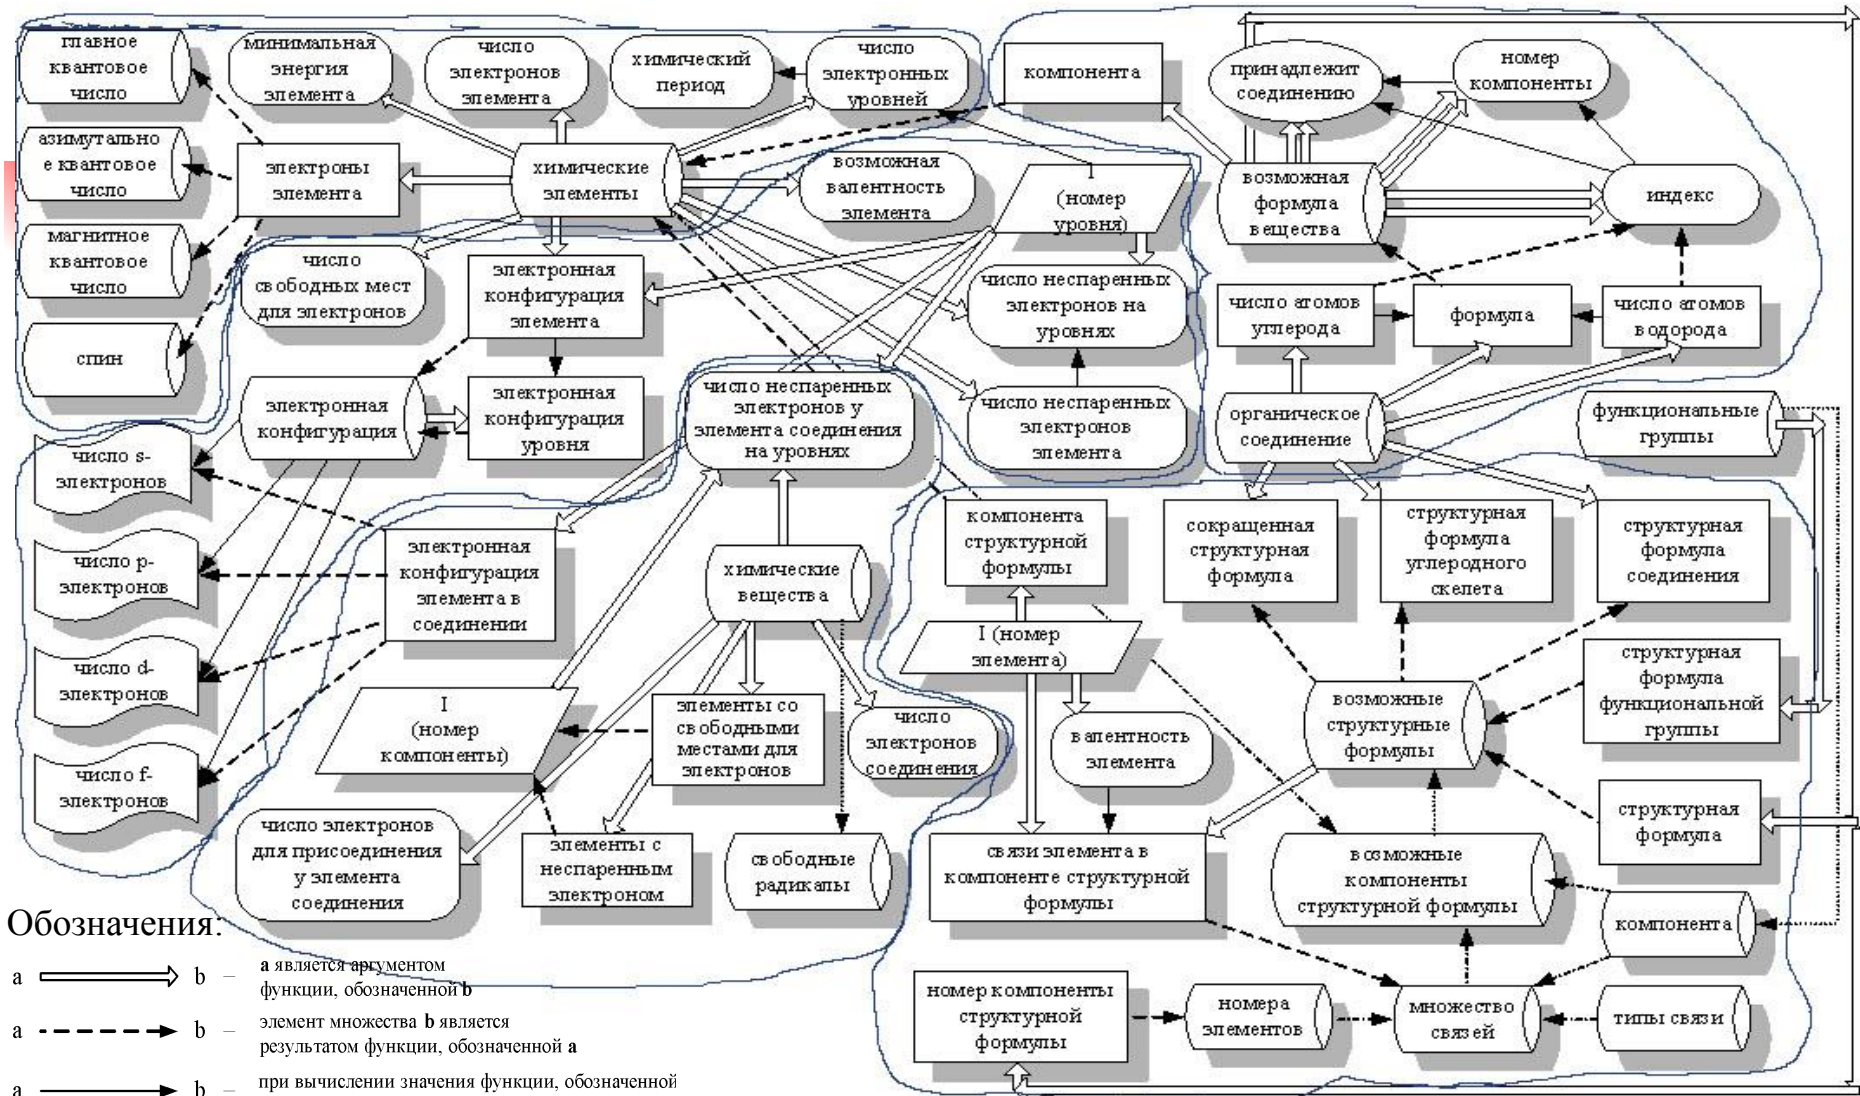 главное
квантовое
число
минимальная
энергия
элемента
число
электронов
элемента
химический
период
число
электронных
уровней
компонента
принадлежит
соединению
номер
компоненты
азимутально
е квантовое
число
электроны
элемента
химические
элементы
возможная
валентность
элемента
I
(номер
уровня)
возможная
формула
вещества
индекс
магнитное
квантовое
число
число
свободных мест
для электронов
электронная
конфигурация
элемента
число неспаренных
электронов на
уровнях
число атомов
углерода
формула
число атомов
водорода
спин
электронная
конфигурация
электронная
конфигурация
уровня
число неспаренных
электронов у
элемента соединения
на уровнях
число неспаренных
электронов
элемента
органическое
соединение
функциональные
группы
число s-
электронов
электронная
конфигурация
элемента в
соединении
химические
вещества
компонента
структурной
формулы
сокращенная
структурная
формула
структурная
формула
углеродного
скелета
структурная
формула
соединения
число p-
электронов
I (номер
элемента)
число d-
электронов
I
(номер
компоненты)
элементы со
свободными
местами для
электронов
число
электронов
соединения
валентность
элемента
возможные
структурные
формулы
структурная
формула
функциональной
группы
число f-
электронов
число электронов
для присоединения
у элемента
соединения
элементы с
неспаренным
электроном
свободные
радикалы
связи элемента в
компоненте структурной
формулы
возможные
компоненты
структурной формулы
структурная
формула
компонента
номер компоненты
структурной
формулы
номера
элементов
множество
связей
типы связи
Обозначения:
a b – a является аргументом
функции, обозначенной b
a b – элемент множества b является
результатом функции, обозначенной a
a b – при вычислении значения функции, обозначенной